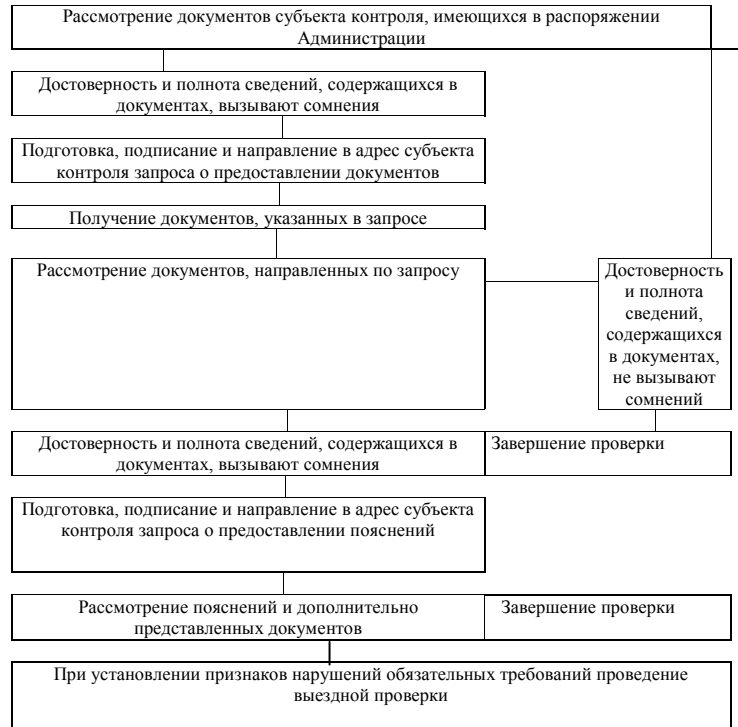 Рассмотрение документов субъекта контроля, имеющихся в распоряжении
Администрации
Достоверность и полнота сведений, содержащихся в
документах, вызывают сомнения
Подготовка, подписание и направление в адрес субъекта
контроля запроса о предоставлении документов
Получение документов, указанных в запросе
Рассмотрение документов, направленных по запросу
Достоверность
и полнота
сведений,
содержащихся
в документах,
не вызывают
сомнений
Достоверность и полнота сведений, содержащихся в
документах, вызывают сомнения
Завершение проверки
Подготовка, подписание и направление в адрес субъекта
контроля запроса о предоставлении пояснений
Рассмотрение пояснений и дополнительно
представленных документов
Завершение проверки
При установлении признаков нарушений обязательных требований проведение
выездной проверки